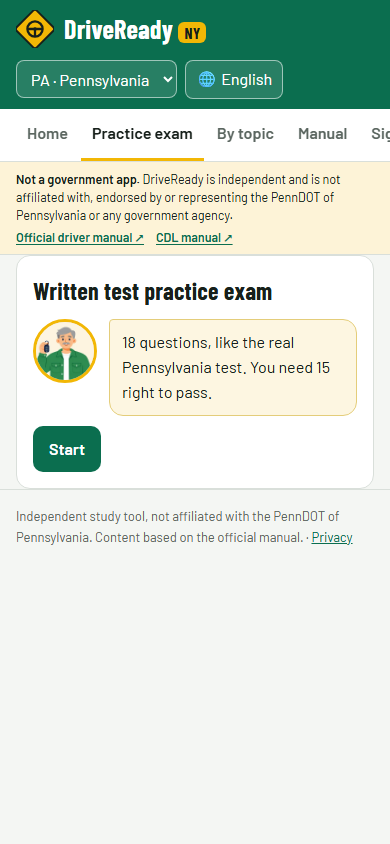 DriveReady NY
PA · Pennsylvania
English
Home Practice exam By topic Manual Sig
Not a government app. DriveReady is independent and is not
affiliated with, endorsed by or representing the PennDOT of
Pennsylvania or any government agency.
Official driver manual ↗ CDL manual ↗
Written test practice exam
18 questions, like the real
Pennsylvania test. You need 15
right to pass.
Start
Independent study tool, not affiliated with the PennDOT of
Pennsylvania. Content based on the official manual. · Privacy